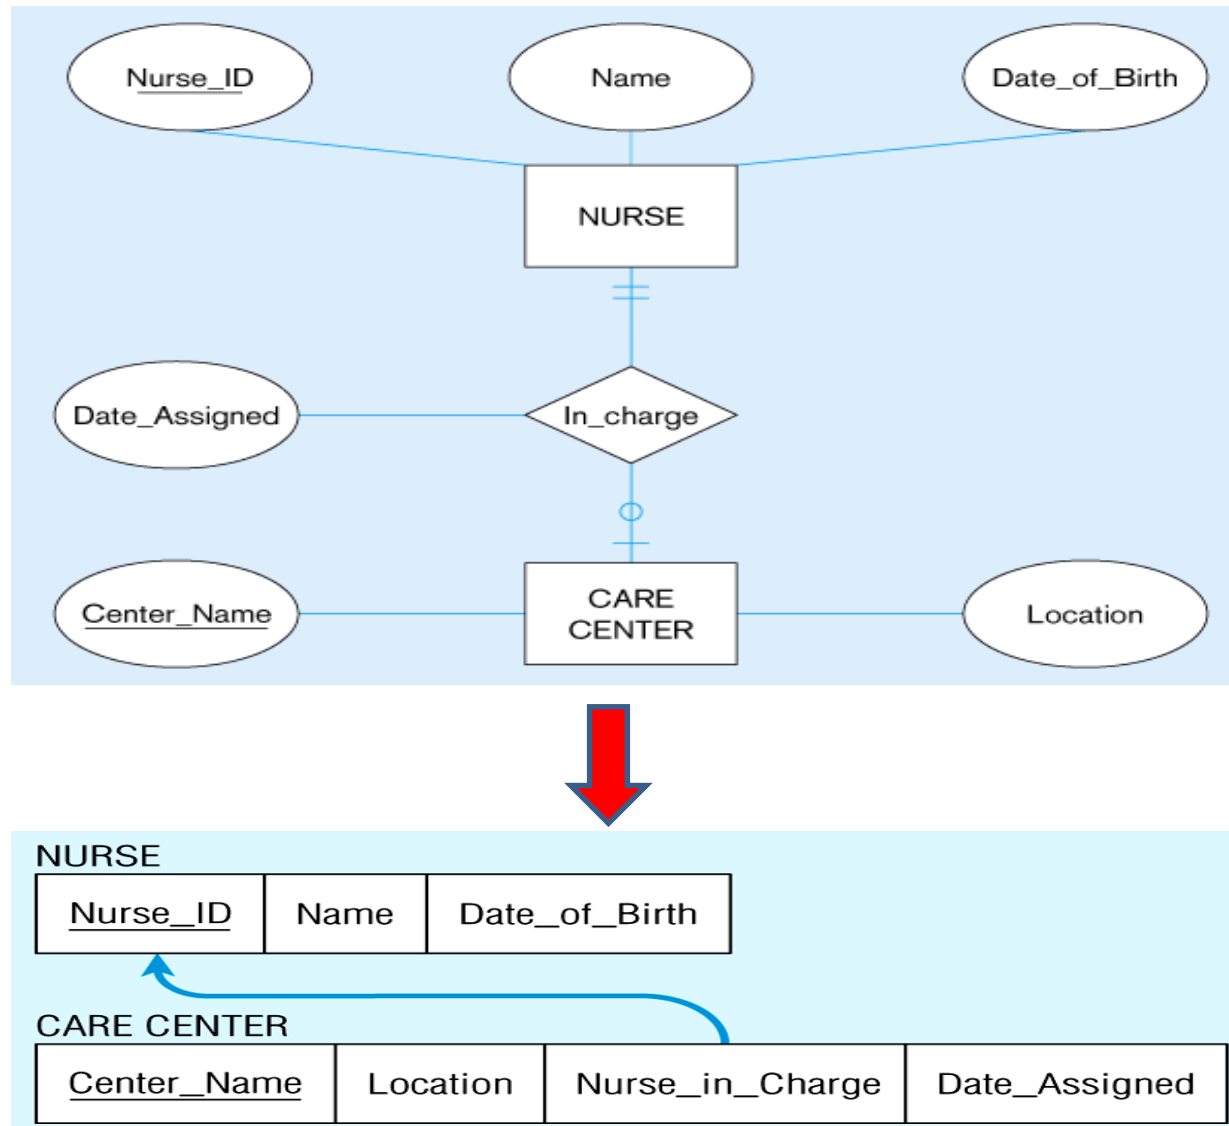 Nurse_ID
Name
Date_of_Birth
NURSE
Date_Assigned
In_charge
Center_Name
CARE
CENTER
Location
NURSE
Nurse_ID
Name
Date_of_Birth
CARE CENTER
Center_Name
Location
Nurse_in_Charge
Date_Assigned